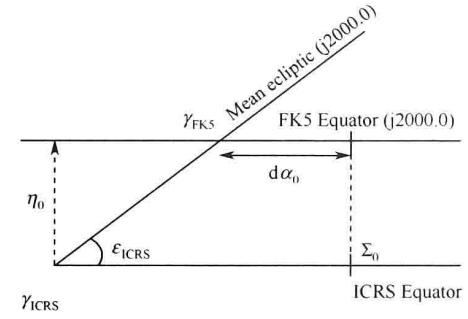 Mean ecliptic (j2000.0)
γFK5
FK5 Equator (j2000.0)
dα₀
η₀
εICRS
Σ₀
γICRS
ICRS Equator